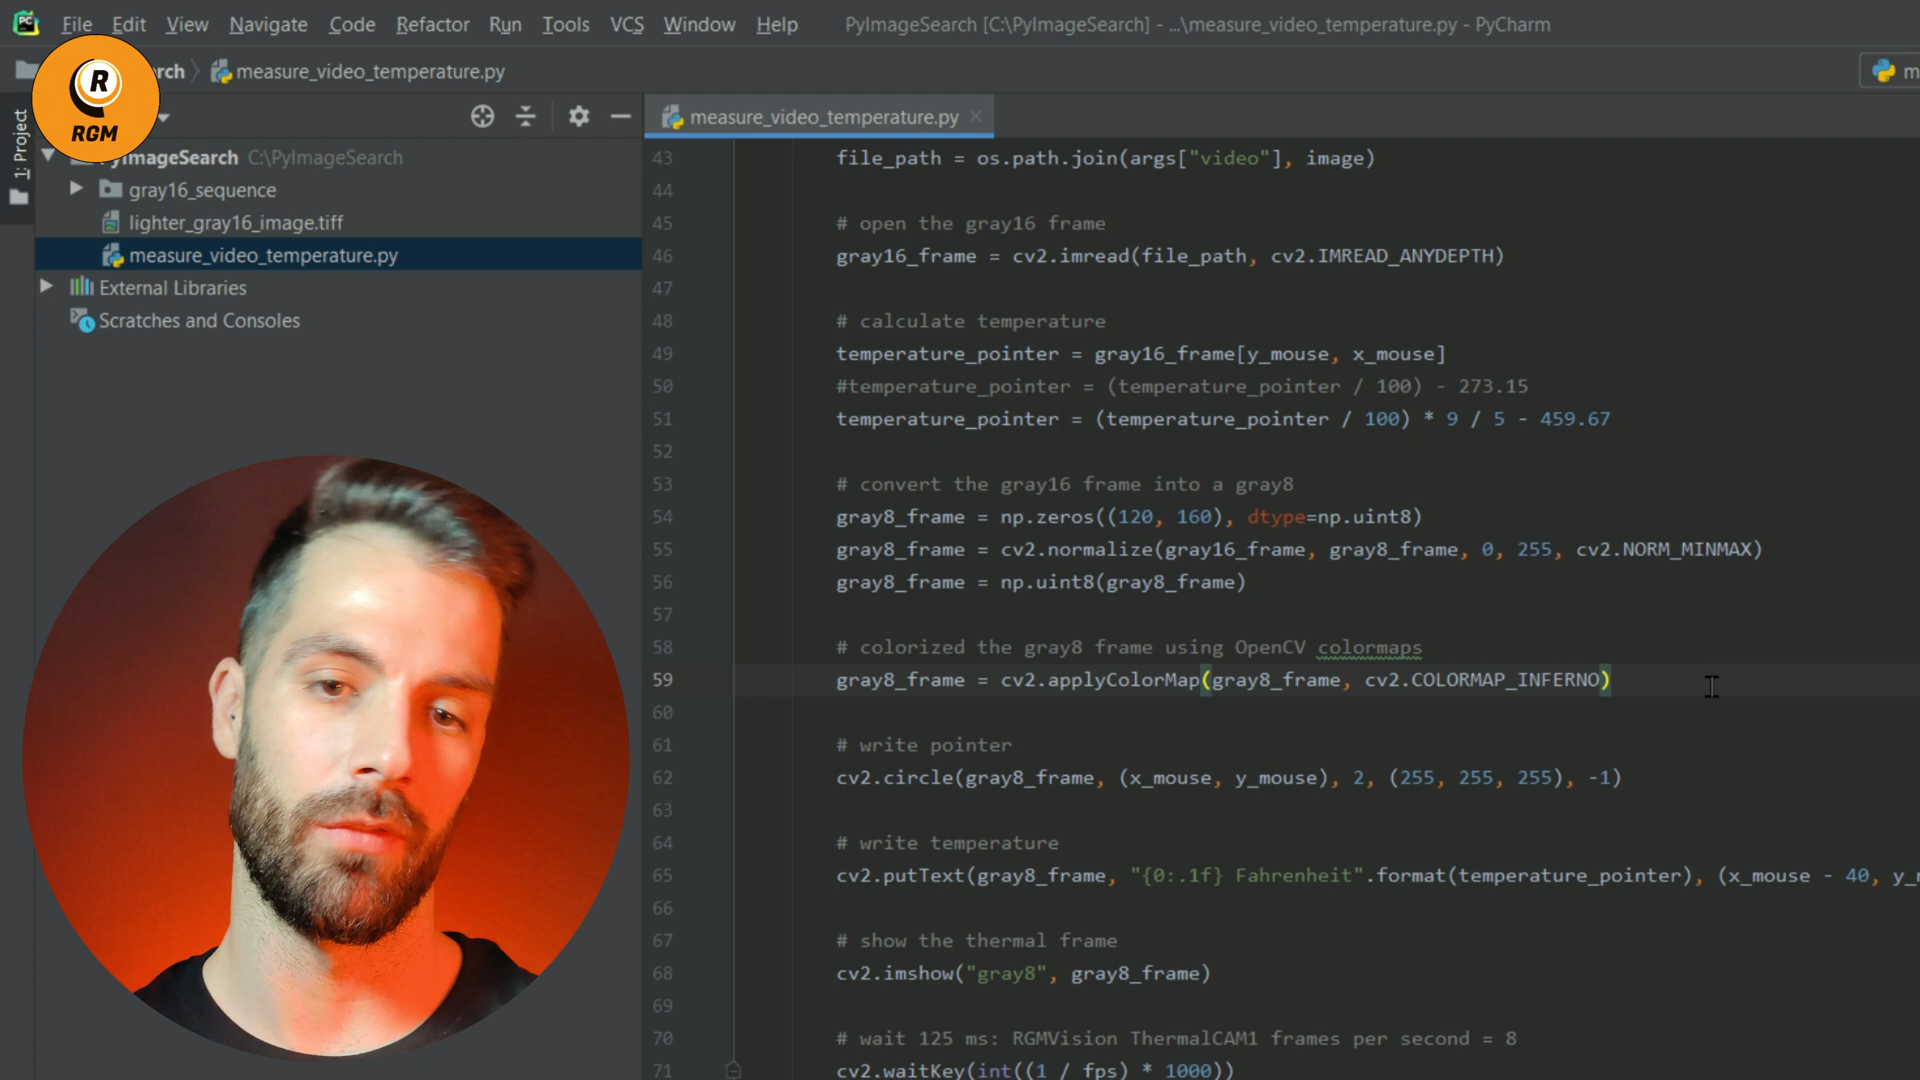 File Edit View Navigate Code Refactor Run Tools VCS Window Help PyImageSearch [C:\PyImageSearch] - ...\measure_video_temperature.py - PyCharm
R
RGM
rch measure_video_temperature.py
m
1: Project
measure_video_temperature.py
PyImageSearch C:\PyImageSearch
gray16_sequence
lighter_gray16_image.tiff
measure_video_temperature.py
External Libraries
Scratches and Consoles
43 file_path = os.path.join(args["video"], image)
44
45 # open the gray16 frame
46 gray16_frame = cv2.imread(file_path, cv2.IMREAD_ANYDEPTH)
47
48 # calculate temperature
49 temperature_pointer = gray16_frame[y_mouse, x_mouse]
50 #temperature_pointer = (temperature_pointer / 100) - 273.15
51 temperature_pointer = (temperature_pointer / 100) * 9 / 5 - 459.67
52
53 # convert the gray16 frame into a gray8
54 gray8_frame = np.zeros((120, 160), dtype=np.uint8)
55 gray8_frame = cv2.normalize(gray16_frame, gray8_frame, 0, 255, cv2.NORM_MINMAX)
56 gray8_frame = np.uint8(gray8_frame)
57
58 # colorized the gray8 frame using OpenCV colormaps
59 gray8_frame = cv2.applyColorMap(gray8_frame, cv2.COLORMAP_INFERNO)
60
61 # write pointer
62 cv2.circle(gray8_frame, (x_mouse, y_mouse), 2, (255, 255, 255), -1)
63
64 # write temperature
65 cv2.putText(gray8_frame, "{0:.1f} Fahrenheit".format(temperature_pointer), (x_mouse - 40, y_
66
67 # show the thermal frame
68 cv2.imshow("gray8", gray8_frame)
69
70 # wait 125 ms: RGMVision ThermalCAM1 frames per second = 8
71 cv2.waitKey(int((1 / fps) * 1000))